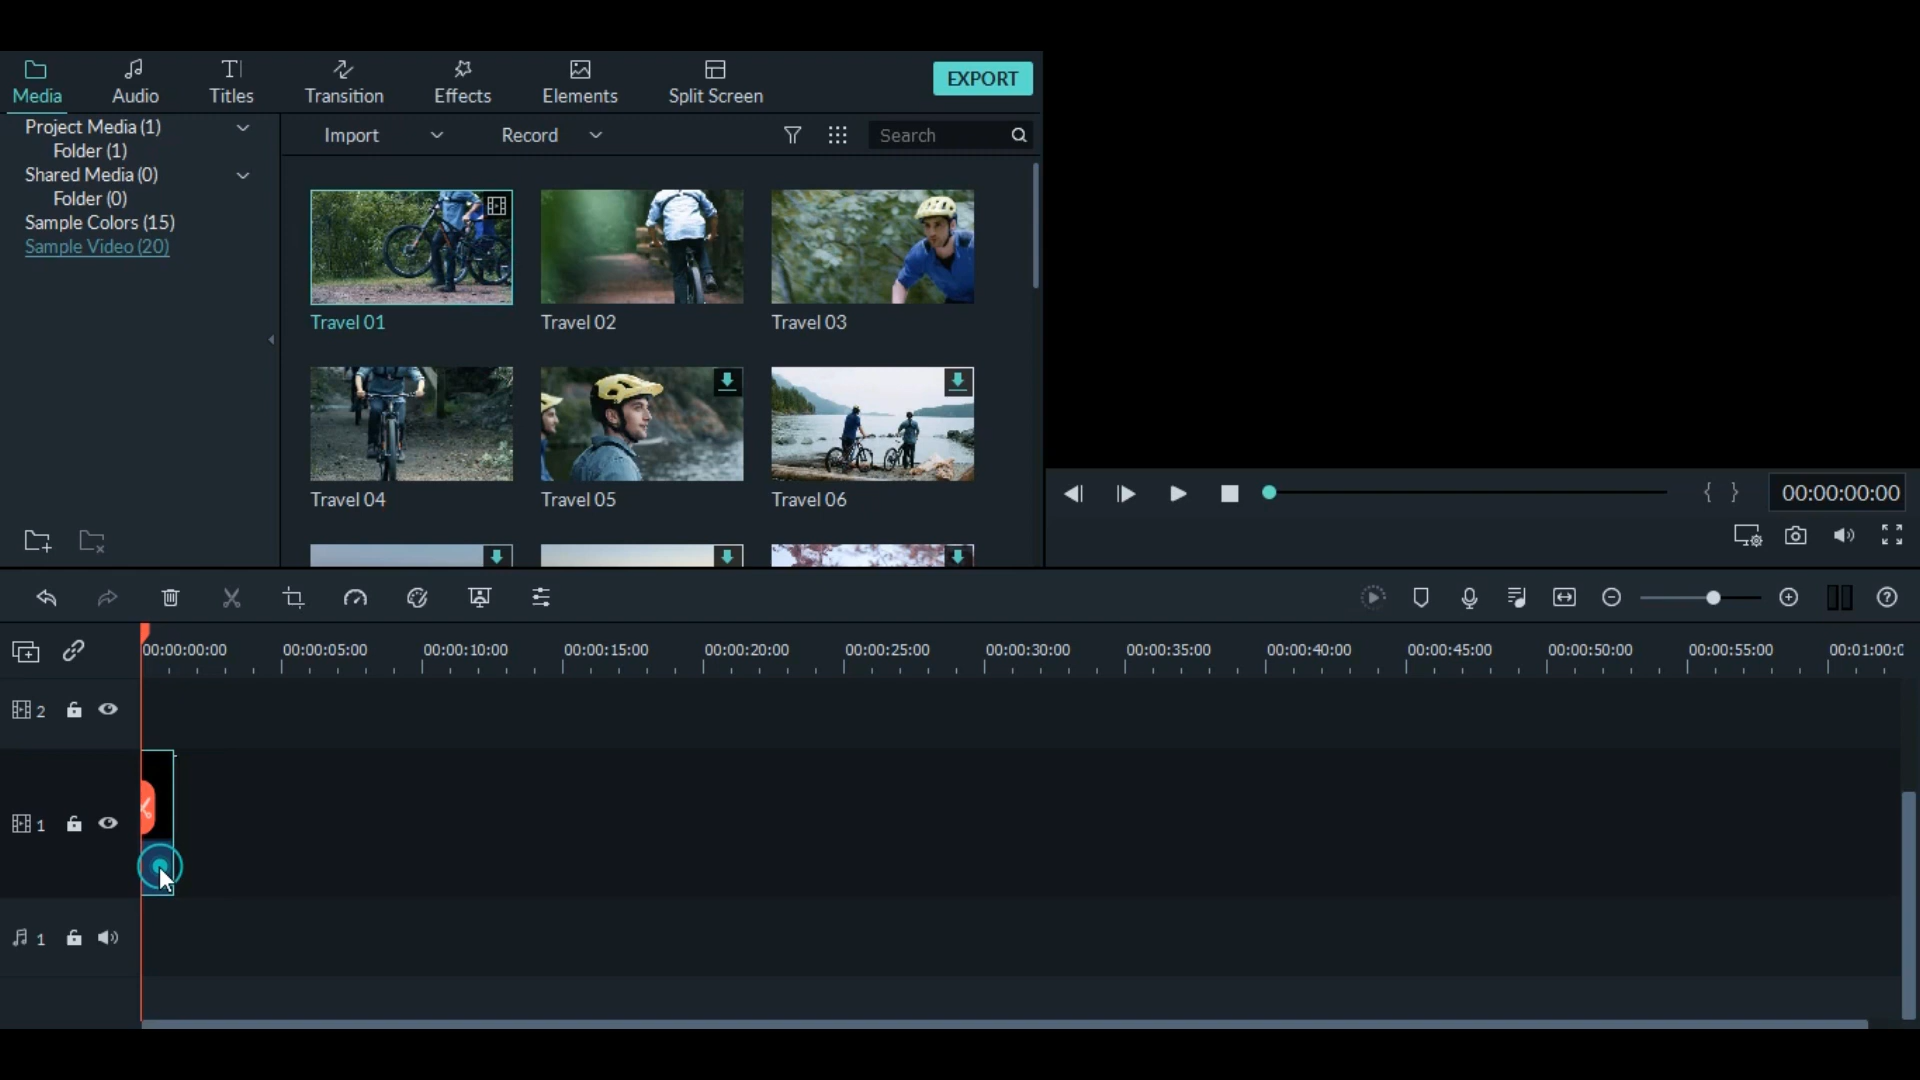 Media Audio Titles Transition Effects Elements Split Screen EXPORT
Project Media (1)
Folder (1)
Shared Media (0)
Folder (0)
Sample Colors (15)
Sample Video (20)
Import Record Search
Travel 01 Travel 02 Travel 03
Travel 04 Travel 05 Travel 06
00:00:00:00
00:00:00:00 00:00:05:00 00:00:10:00 00:00:15:00 00:00:20:00 00:00:25:00 00:00:30:00 00:00:35:00 00:00:40:00 00:00:45:00 00:00:50:00 00:00:55:00 00:01:00:0
2
1
1